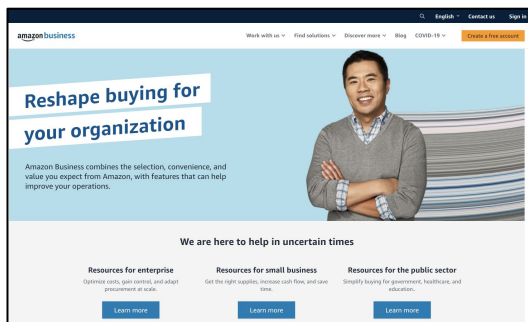 English Contact us Sign in
amazon business Work with us Find solutions Discover more Blog COVID-19 Create a free account
Reshape buying for
your organization
Amazon Business combines the selection, convenience, and
value you expect from Amazon, with features that can help
improve your operations.
We are here to help in uncertain times
Resources for enterprise
Optimize costs, gain control, and adapt
procurement at scale.
Learn more
Resources for small business
Get the right supplies, increase cash flow, and save
time.
Learn more
Resources for the public sector
Simplify buying for government, healthcare, and
education.
Learn more